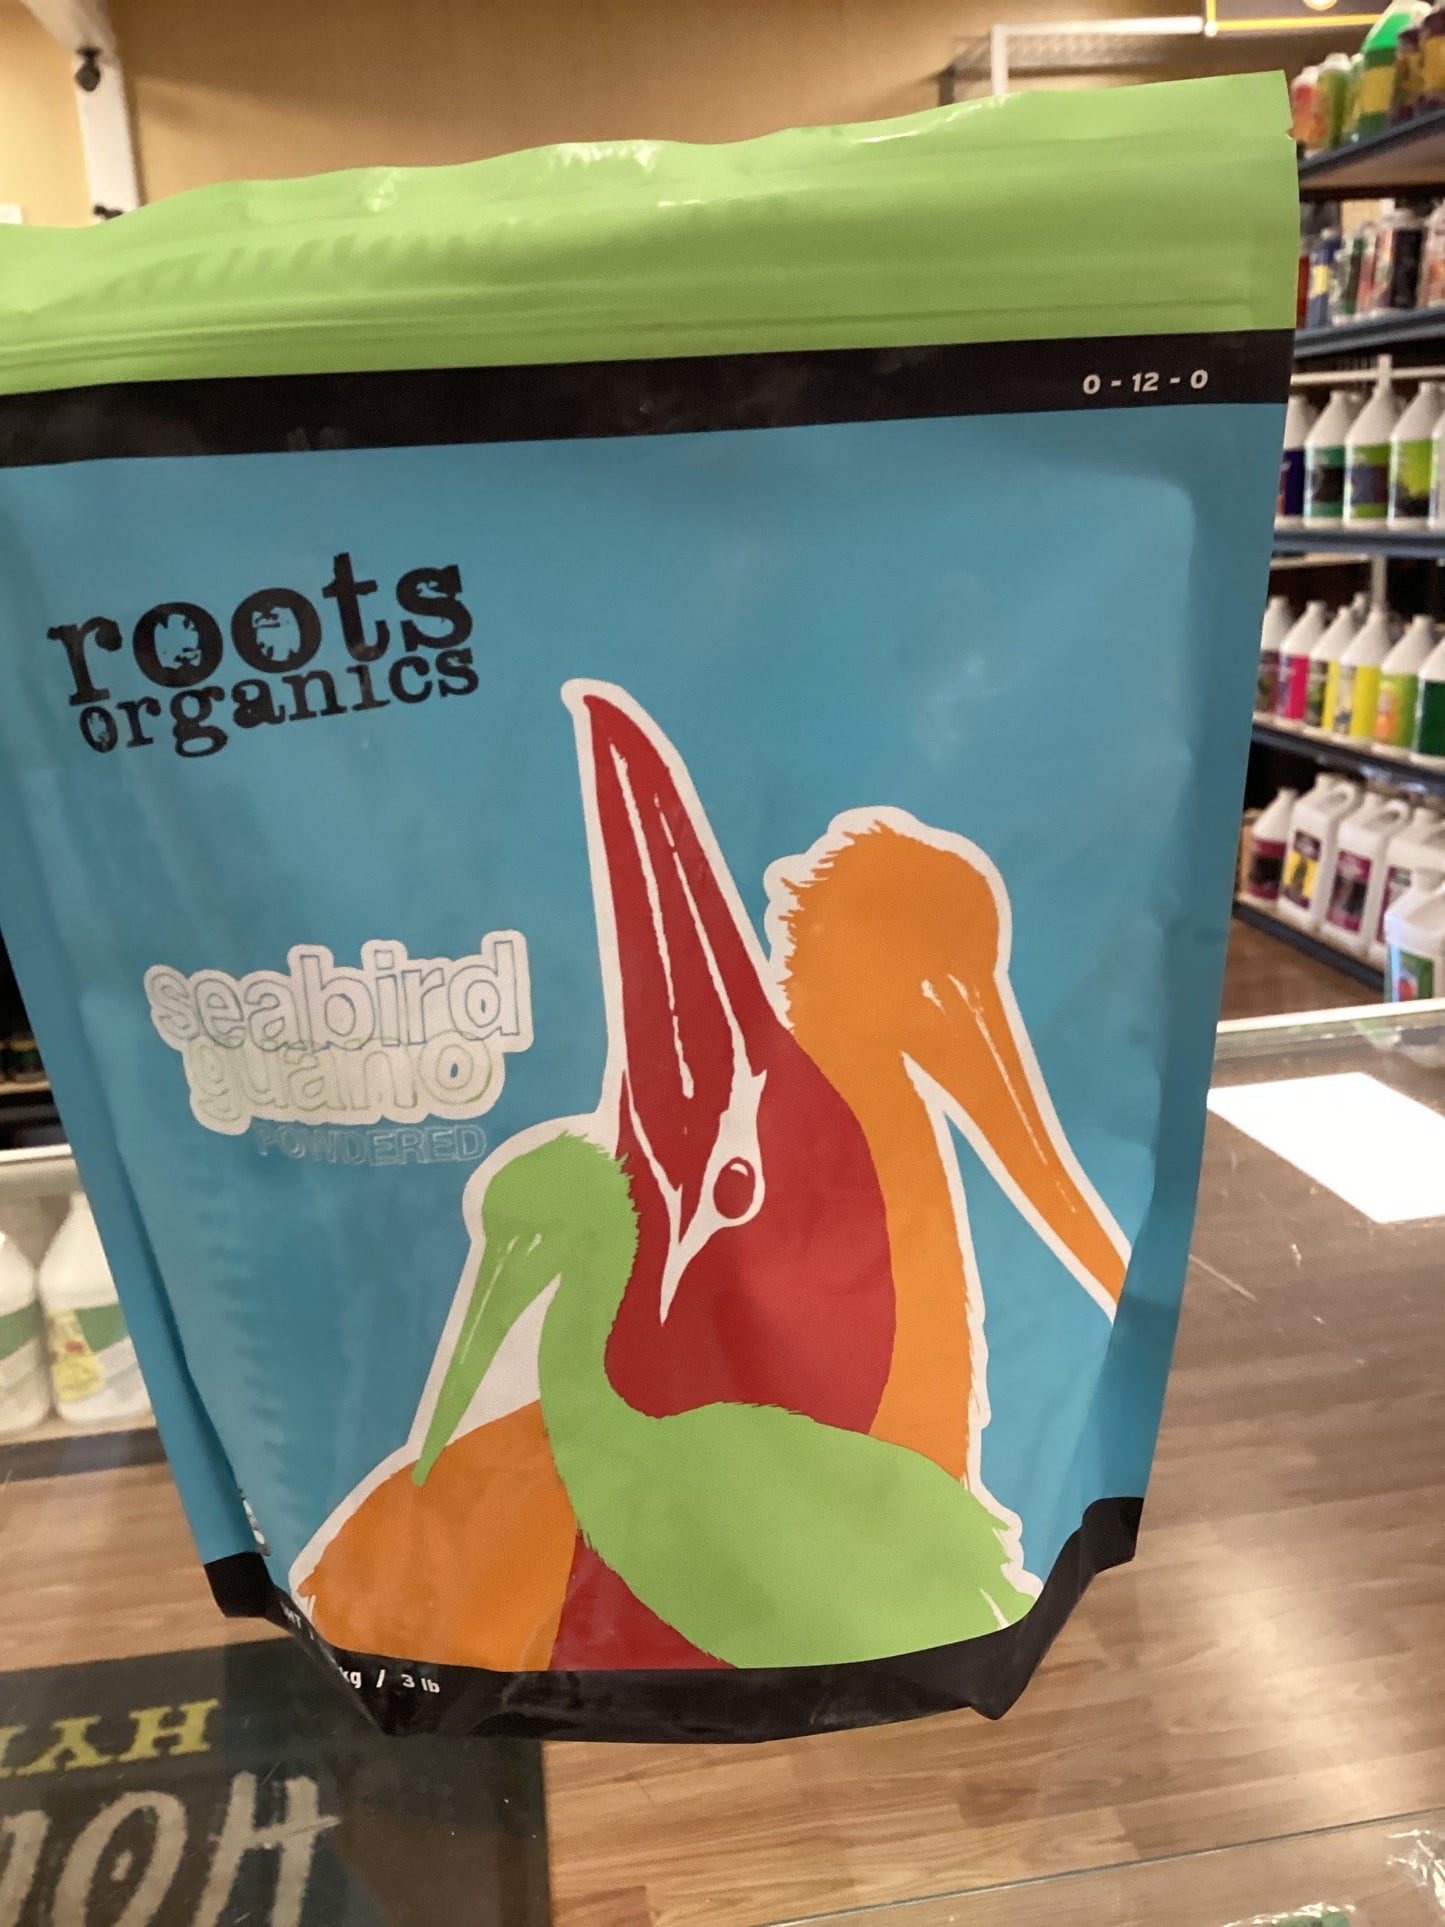 0 - 12 - 0
roots
organics
seabird
guano
POWDERED
kg / 3 lb